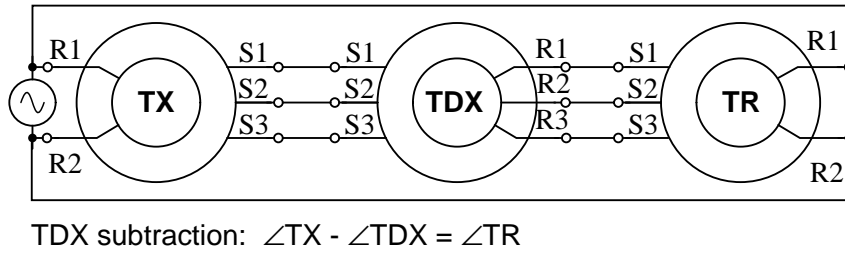 R1 S1 S1 R1 S1 R1
TX S2 S2 TDX R2 S2 TR
S3 S3 R3 S3
R2 R2
TDX subtraction: ∠TX - ∠TDX = ∠TR